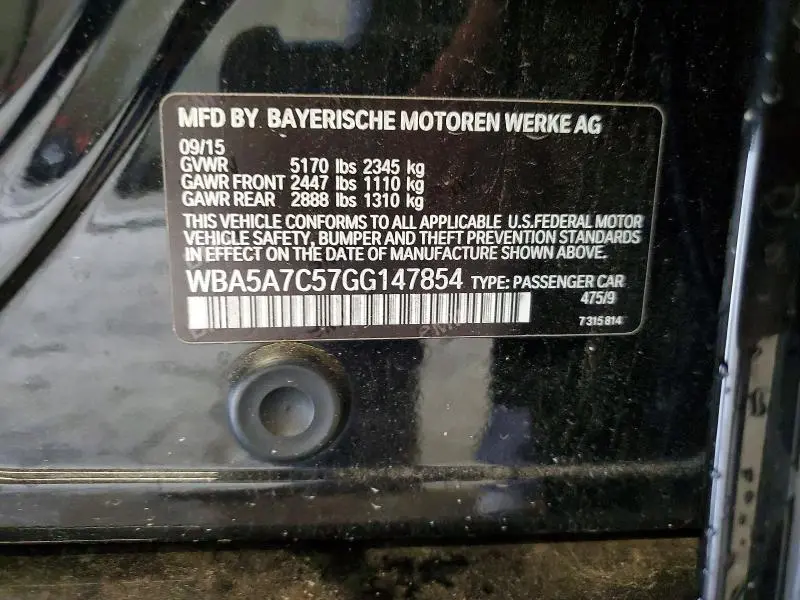 MFD BY BAYERISCHE MOTOREN WERKE AG
09/15
GVWR 5170 lbs 2345 kg
GAWR FRONT 2447 lbs 1110 kg
GAWR REAR 2888 lbs 1310 kg
THIS VEHICLE CONFORMS TO ALL APPLICABLE U.S.FEDERAL MOTOR
VEHICLE SAFETY, BUMPER AND THEFT PREVENTION STANDARDS
IN EFFECT ON THE DATE OF MANUFACTURE SHOWN ABOVE.
WBA5A7C57GG147854 TYPE: PASSENGER CAR
475/9
7 315 814